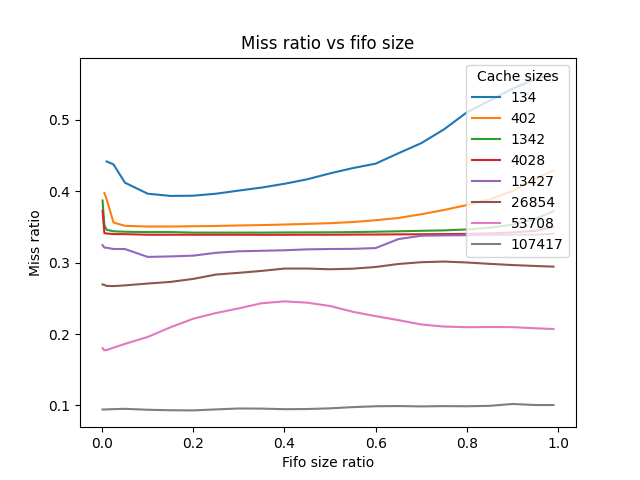 Miss ratio vs fifo size
Cache sizes
134
402
1342
4028
13427
26854
53708
107417
Miss ratio
0.5
0.4
0.3
0.2
0.1
0.0 0.2 0.4 0.6 0.8 1.0
Fifo size ratio